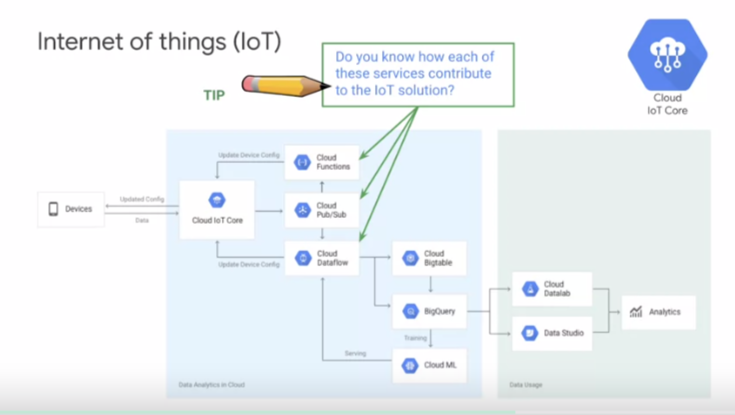 Internet of things (IoT)
Do you know how each of
these services contribute
to the IoT solution?
TIP
Cloud
IoT Core
Update Device Config
Cloud
Functions
Devices
Updated Config
Data
Cloud IoT Core
Cloud
Pub/Sub
Update Device Config
Cloud
Dataflow
Cloud
Bigtable
BigQuery
Training
Serving
Cloud ML
Cloud
Datalab
Data Studio
Analytics
Data Analytics in Cloud
Data Usage